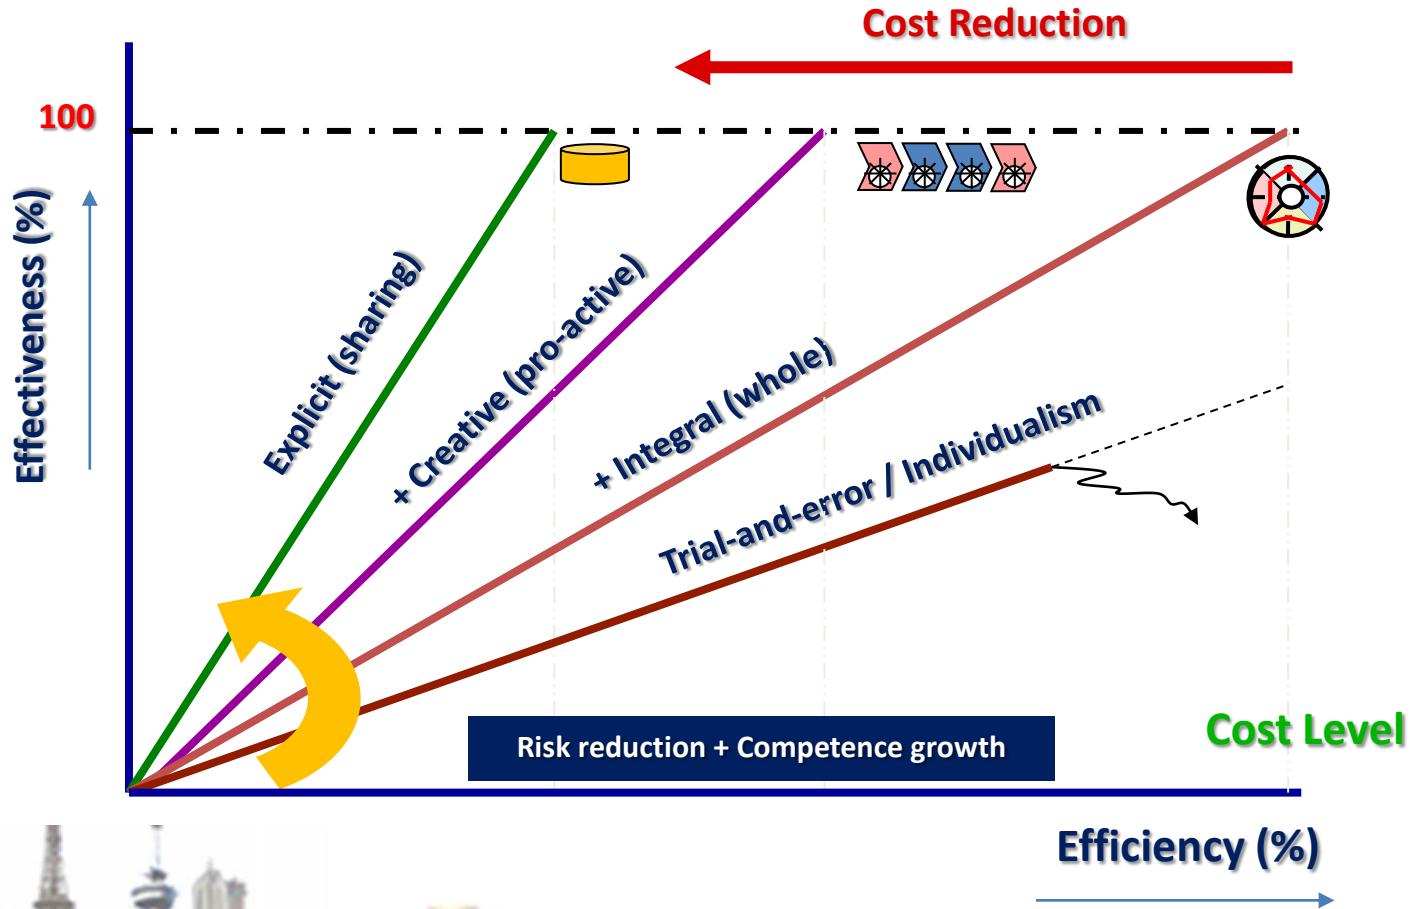 Cost Reduction
100
Effectiveness (%)
Explicit (sharing)
+ Creative (pro-active)
+ Integral (whole)
Trial-and-error / Individualism
Risk reduction + Competence growth
Cost Level
Efficiency (%)